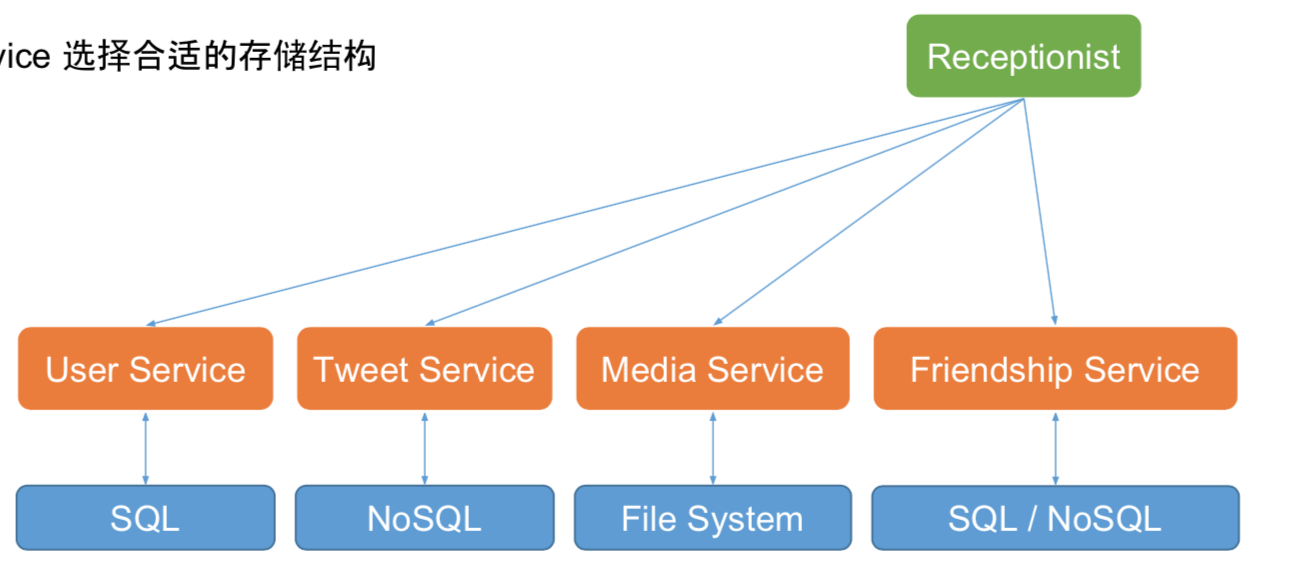 vice 选择合适的存储结构
Receptionist
User Service
Tweet Service
Media Service
Friendship Service
SQL
NoSQL
File System
SQL / NoSQL